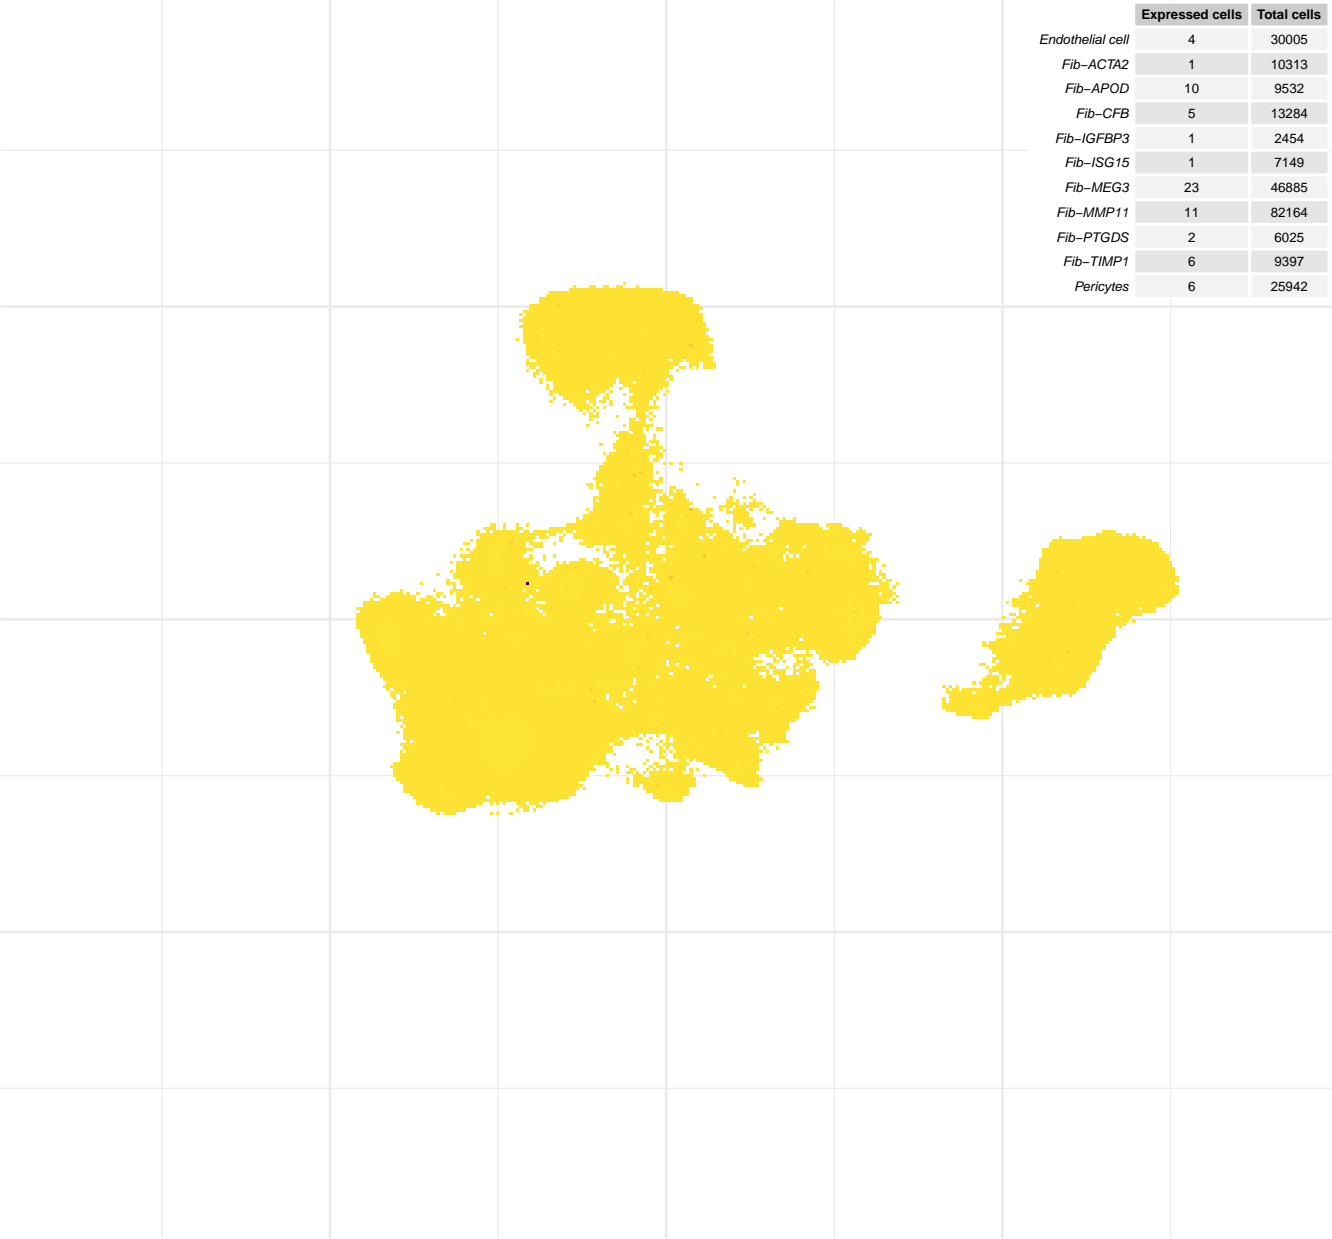 Expressed cells Total cells
Endothelial cell 4 30005
Fib−ACTA2 1 10313
Fib−APOD 10 9532
Fib−CFB 5 13284
Fib−IGFBP3 1 2454
Fib−ISG15 1 7149
Fib−MEG3 23 46885
Fib−MMP11 11 82164
Fib−PTGDS 2 6025
Fib−TIMP1 6 9397
Pericytes 6 25942